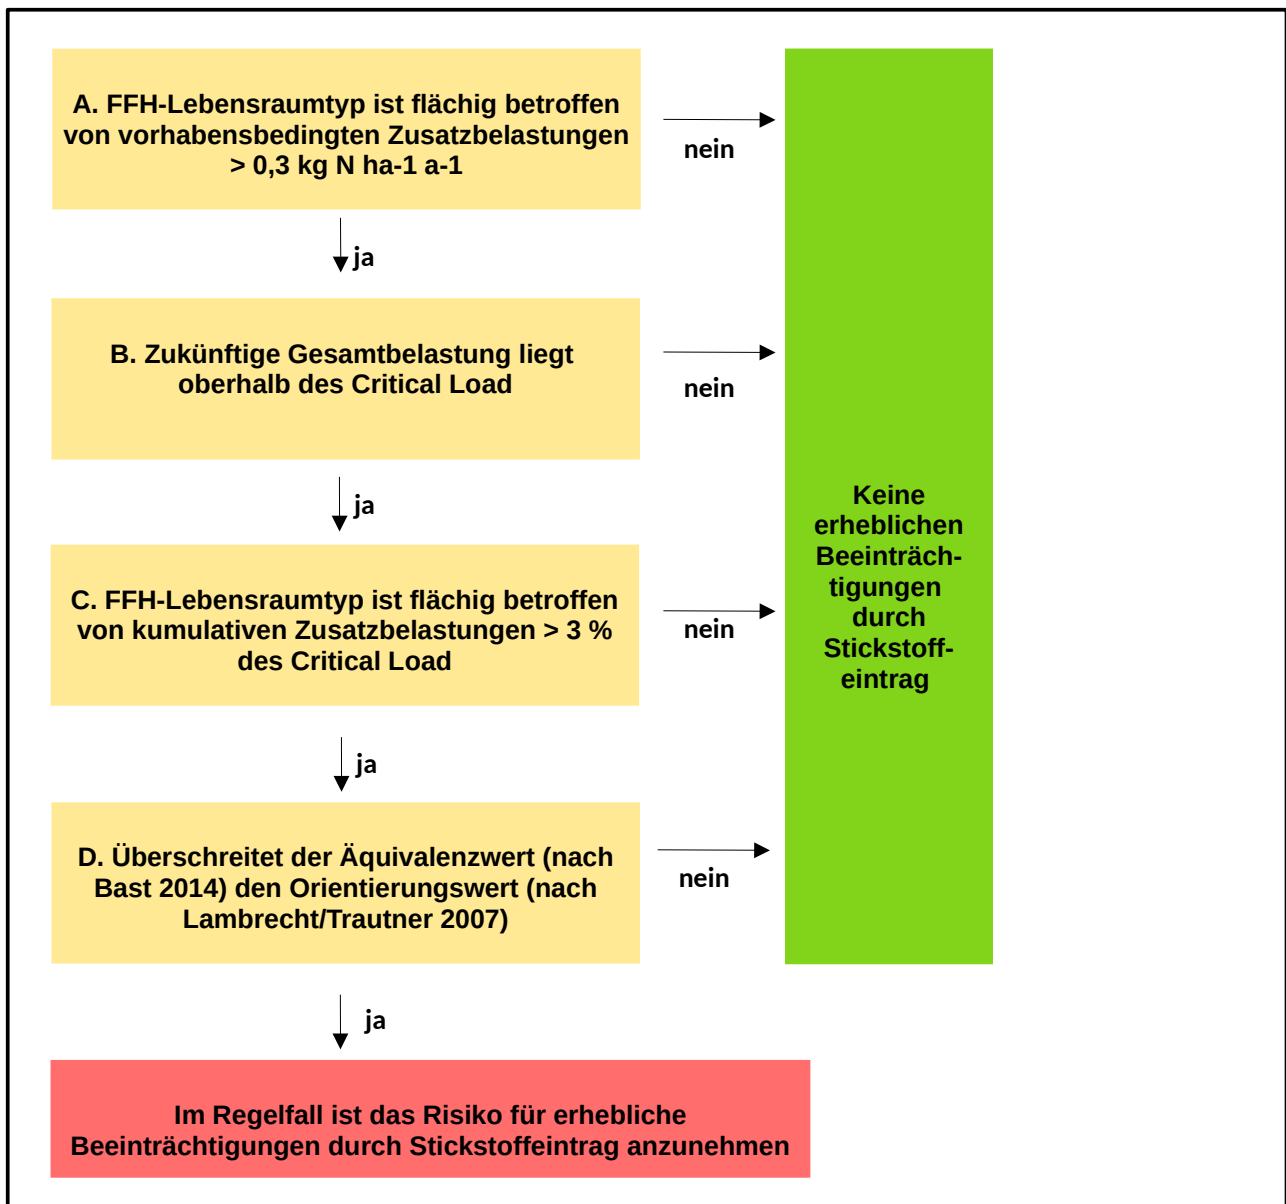 A. FFH-Lebensraumtyp ist flächig betroffen
von vorhabensbedingten Zusatzbelastungen
> 0,3 kg N ha-1 a-1
nein
ja
B. Zukünftige Gesamtbelastung liegt
oberhalb des Critical Load
nein
ja
C. FFH-Lebensraumtyp ist flächig betroffen
von kumulativen Zusatzbelastungen > 3 %
des Critical Load
nein
ja
D. Überschreitet der Äquivalenzwert (nach
Bast 2014) den Orientierungswert (nach
Lambrecht/Trautner 2007)
nein
ja
Keine
erheblichen
Beeinträch-
tigungen
durch
Stickstoff-
eintrag
Im Regelfall ist das Risiko für erhebliche
Beeinträchtigungen durch Stickstoffeintrag anzunehmen